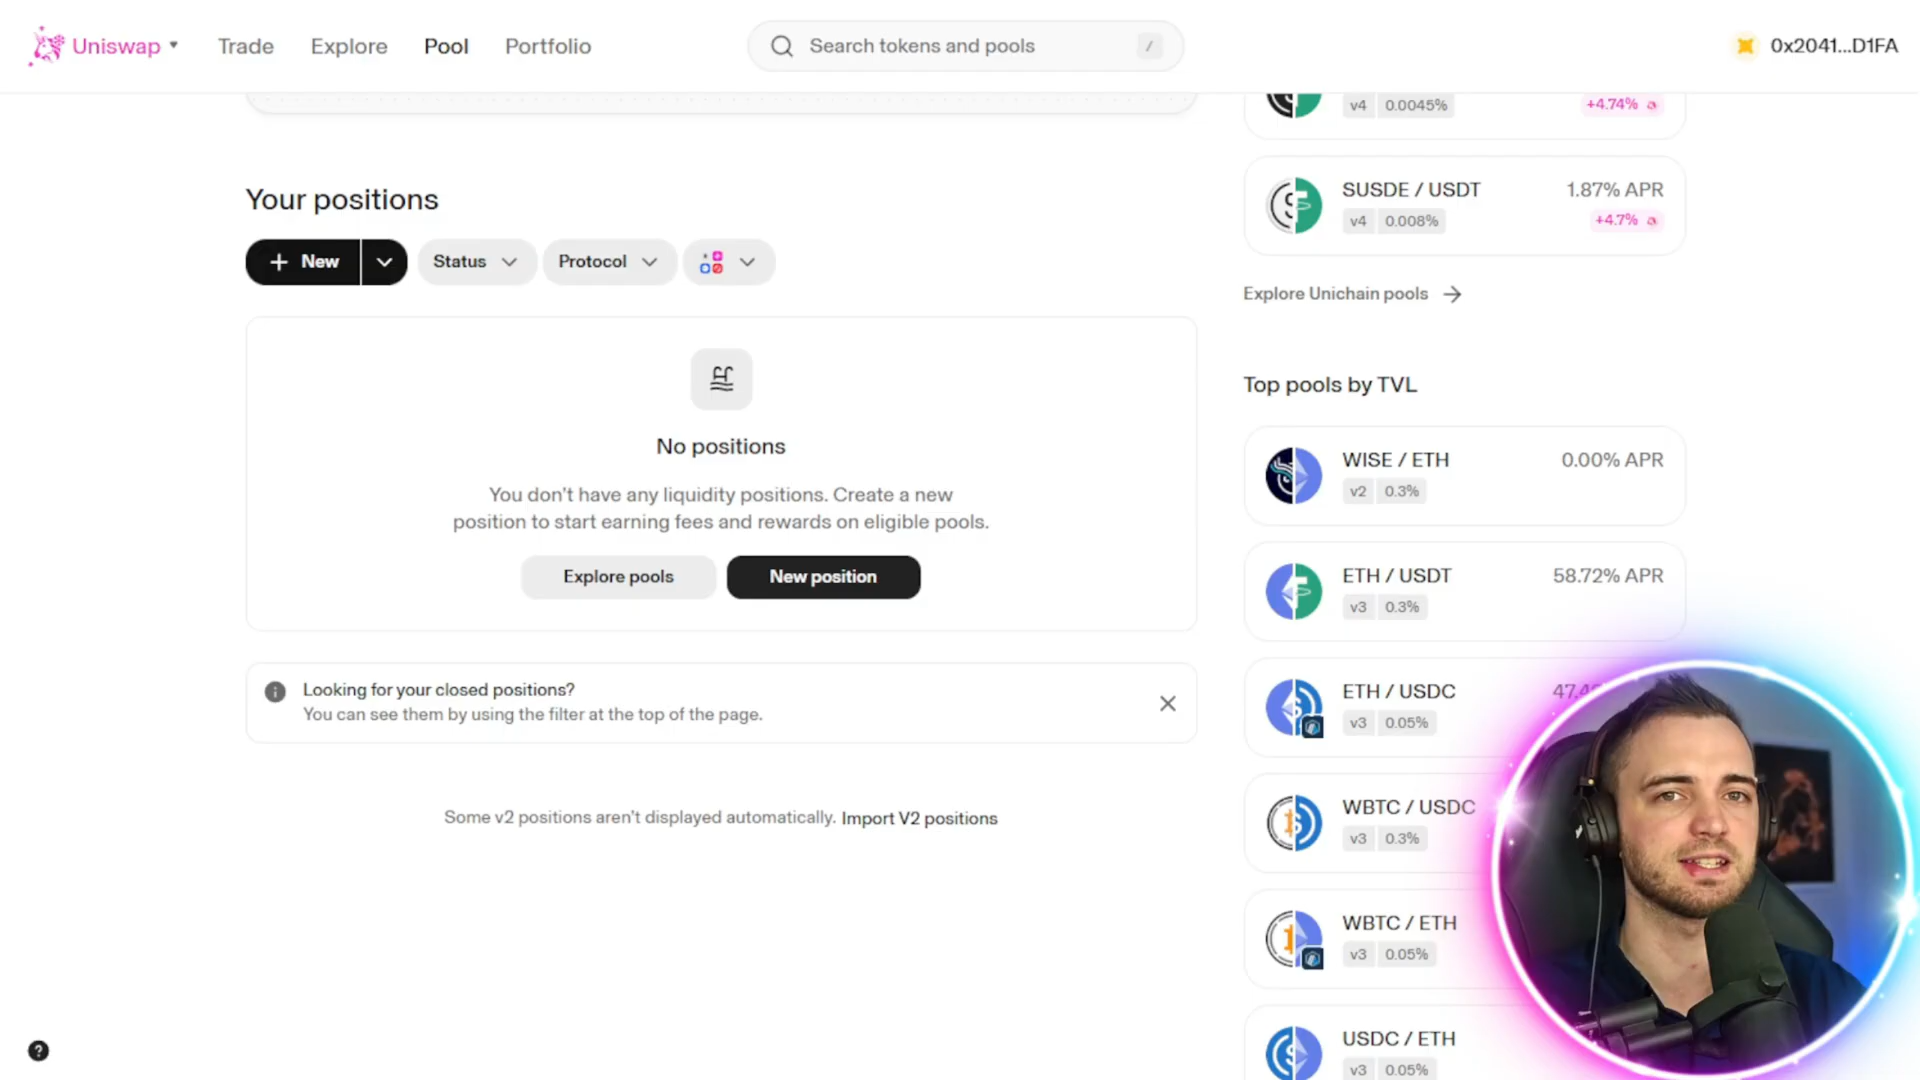 Uniswap
Trade
Explore
Pool
Portfolio
Search tokens and pools
/
0x2041...D1FA
v4
0.0045%
+4.74%
Your positions
New
Status
Protocol
No positions
You don't have any liquidity positions. Create a new
position to start earning fees and rewards on eligible pools.
Explore pools
New position
Looking for your closed positions?
You can see them by using the filter at the top of the page.
Some v2 positions aren't displayed automatically. Import V2 positions
SUSDE / USDT
1.87% APR
v4
0.008%
+4.7%
Explore Unichain pools
Top pools by TVL
WISE / ETH
0.00% APR
v2
0.3%
ETH / USDT
58.72% APR
v3
0.3%
ETH / USDC
v3
0.05%
WBTC / USDC
v3
0.3%
WBTC / ETH
v3
0.05%
USDC / ETH
v3
0.05%
?